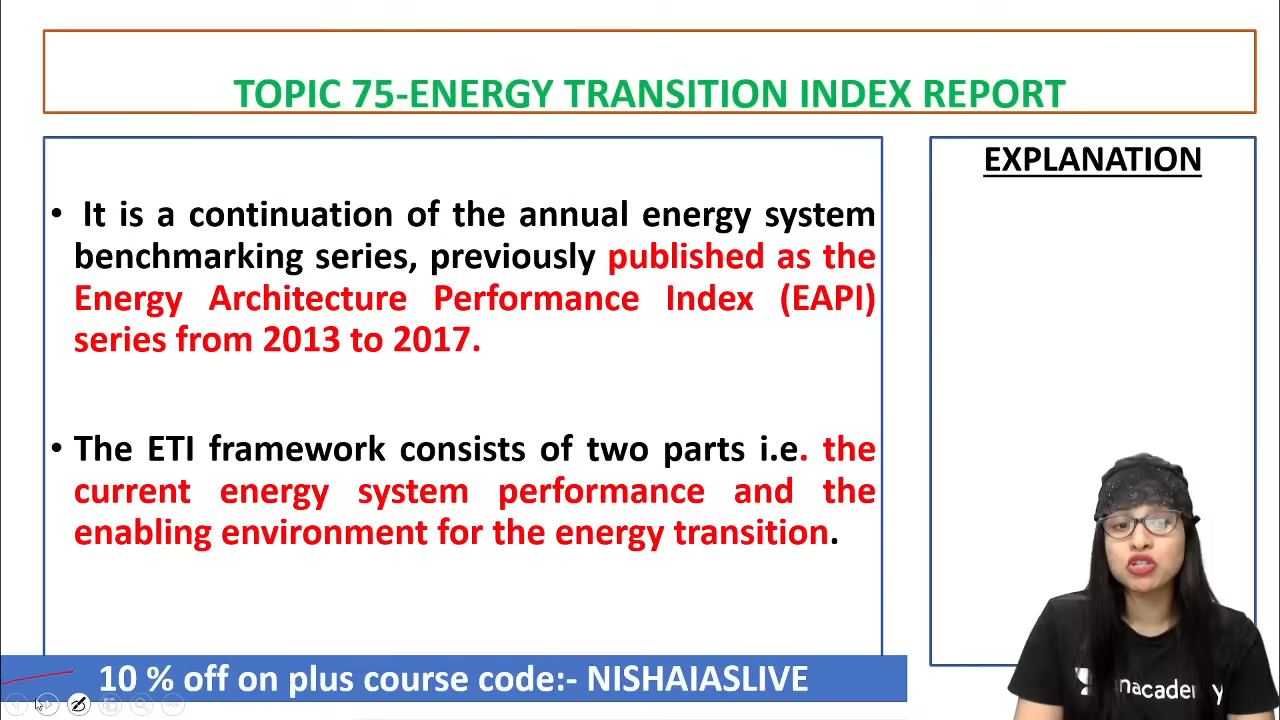 TOPIC 75-ENERGY TRANSITION INDEX REPORT
• It is a continuation of the annual energy system
benchmarking series, previously published as the
Energy Architecture Performance Index (EAPI)
series from 2013 to 2017.
• The ETI framework consists of two parts i.e. the
current energy system performance and the
enabling environment for the energy transition.
EXPLANATION
10 % off on plus course code:- NISHAIASLIVE
unacademy